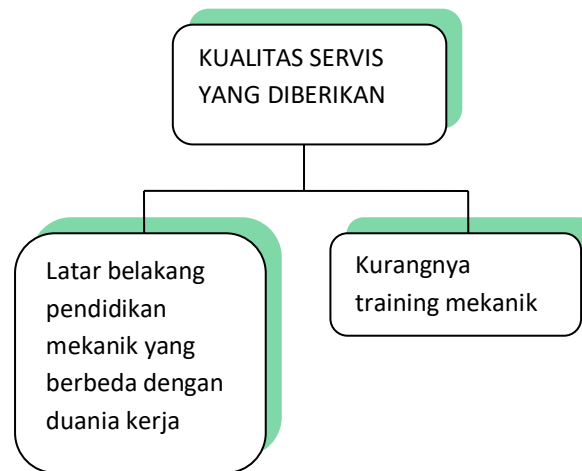 KUALITAS SERVIS
YANG DIBERIKAN
Latar belakang
pendidikan
mekanik yang
berbeda dengan
duania kerja
Kurangnya
training mekanik